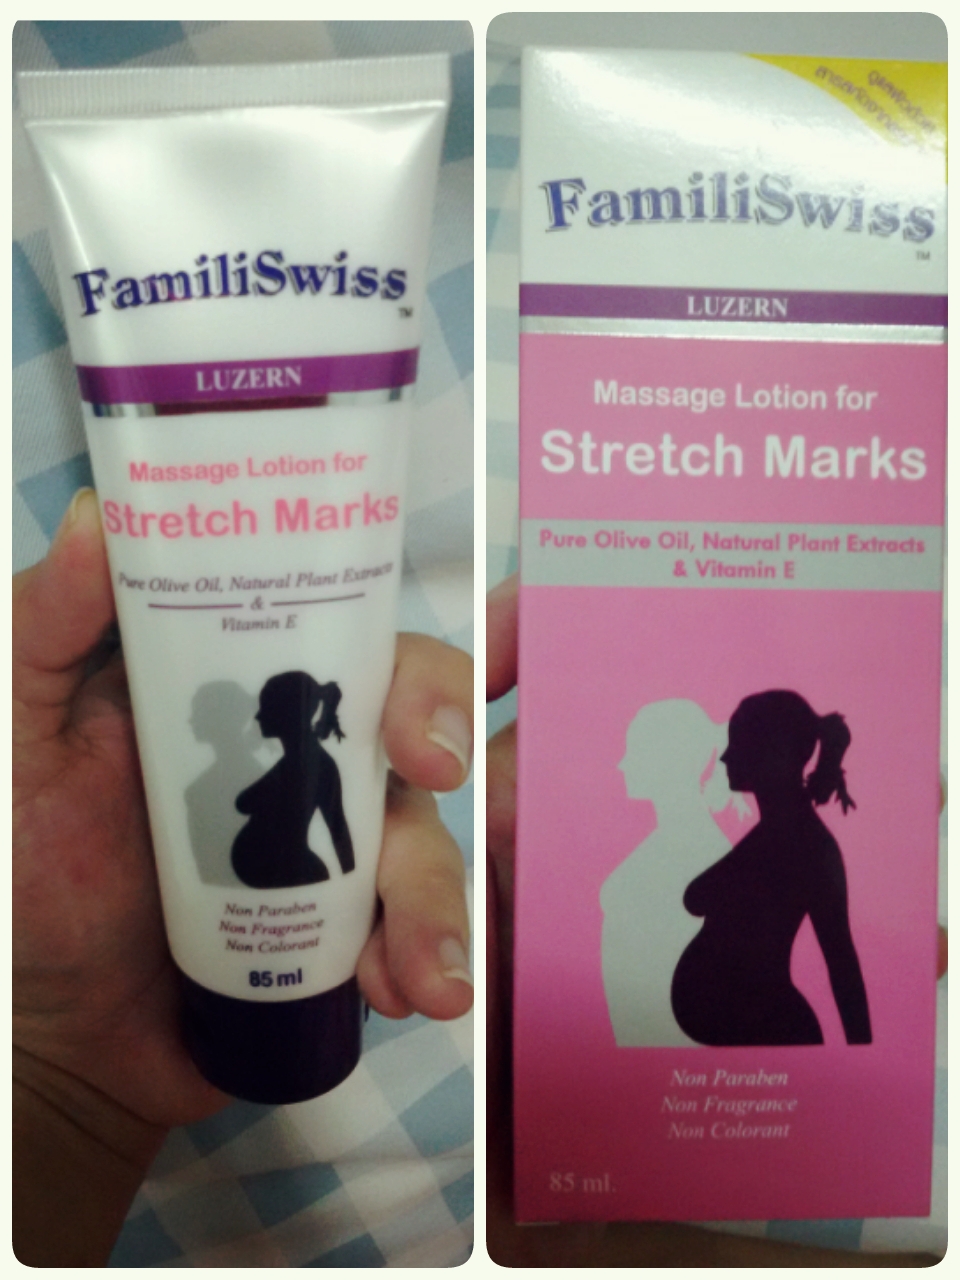 FamiliSwiss
TM
LUZERN
Massage Lotion for
Stretch Marks
Pure Olive Oil, Natural Plant Extracts
&
Vitamin E
Non Paraben
Non Fragrance
Non Colorant
85 ml
FamiliSwiss
TM
LUZERN
Massage Lotion for
Stretch Marks
Pure Olive Oil, Natural Plant Extracts
& Vitamin E
Non Paraben
Non Fragrance
Non Colorant
85 ml.